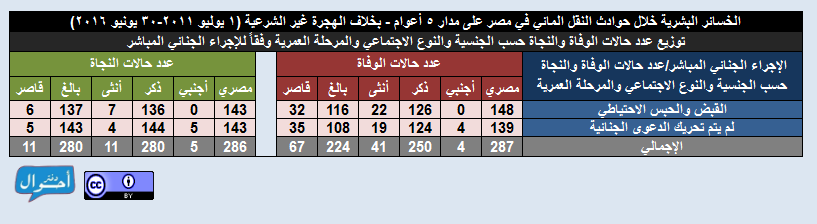 الخسائر البشرية خلال حوادث النقل المائي في مصر على مدار ٥ أعوام - بخلاف الهجرة غير الشرعية (١ يوليو ٢٠١١-٣٠ يونيو ٢٠١٦)
توزيع عدد حالات الوفاة والنجاة حسب الجنسية والنوع الاجتماعي والمرحلة العمرية وفقاً للإجراء الجنائي المباشر
الإجراء الجنائي المباشر/عدد حالات الوفاة والنجاة حسب الجنسية والنوع الاجتماعي والمرحلة العمرية عدد حالات الوفاة عدد حالات النجاة
مصري أجنبي ذكر أنثى بالغ قاصر مصري أجنبي ذكر أنثى بالغ قاصر
القبض والحبس الاحتياطي 148 0 126 22 116 32 143 0 136 7 137 6
لم يتم تحريك الدعوى الجنائية 139 4 124 19 108 35 143 5 144 4 143 5
الإجمالي 287 4 250 41 224 67 286 5 280 11 280 11
دفتر أحوال
cc BY